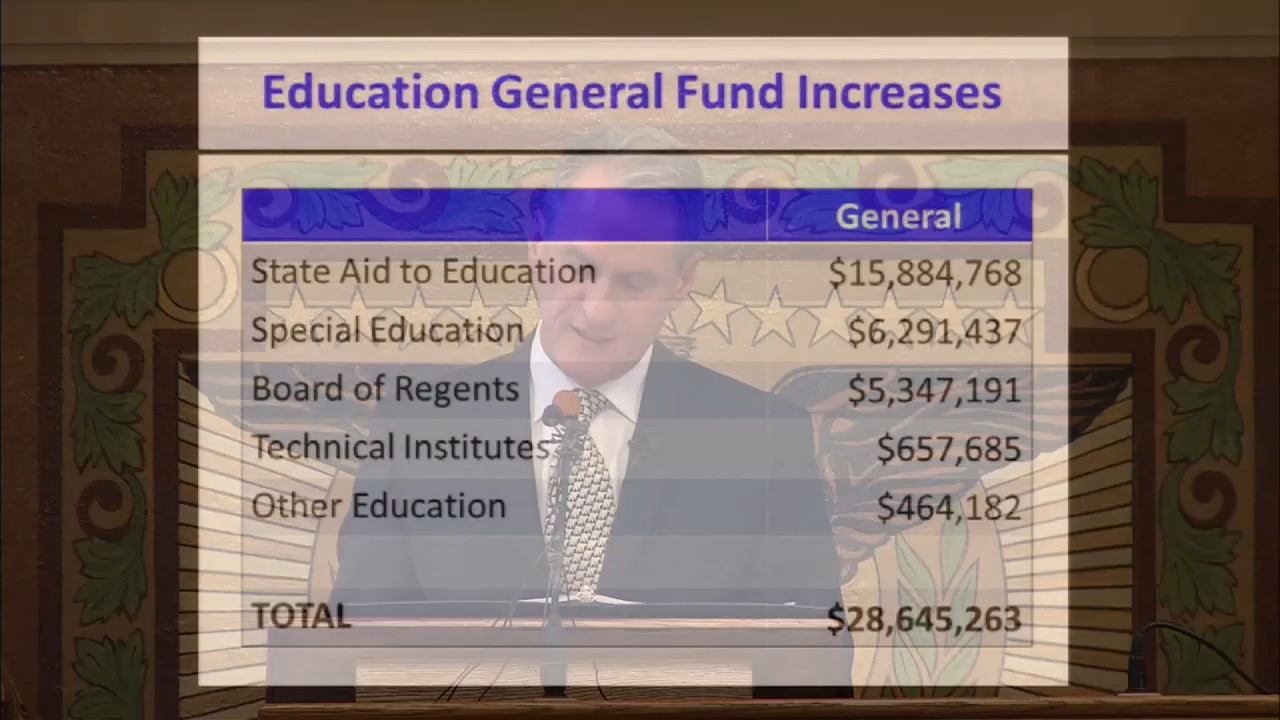 Education General Fund Increases
General
State Aid to Education $15,884,768
Special Education $6,291,437
Board of Regents $5,347,191
Technical Institutes $657,685
Other Education $464,182
TOTAL $28,645,263